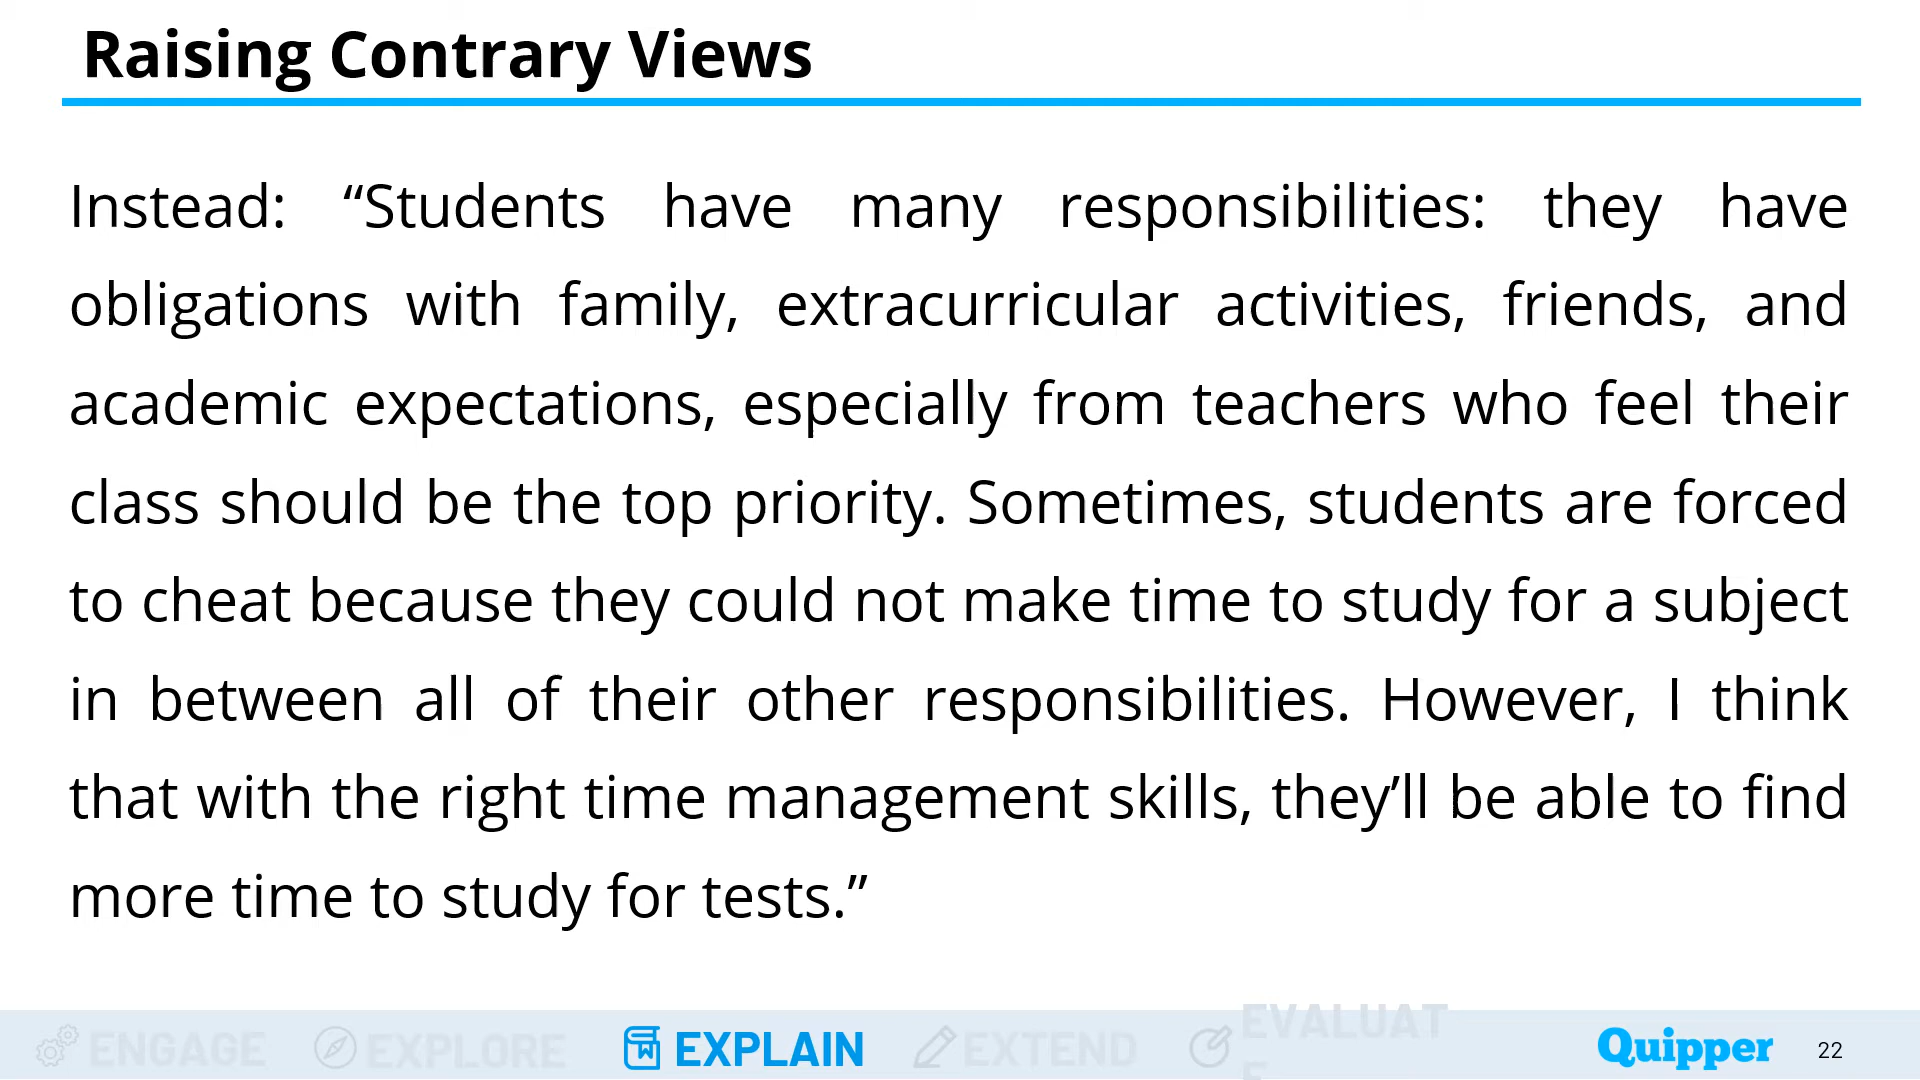 Raising Contrary Views
Instead: “Students have many responsibilities: they have
obligations with family, extracurricular activities, friends, and
academic expectations, especially from teachers who feel their
class should be the top priority. Sometimes, students are forced
to cheat because they could not make time to study for a subject
in between all of their other responsibilities. However, I think
that with the right time management skills, they’ll be able to find
more time to study for tests.”
ENGAGE
EXPLORE
EXPLAIN
EXTEND
EVALUAT
E
Quipper
22